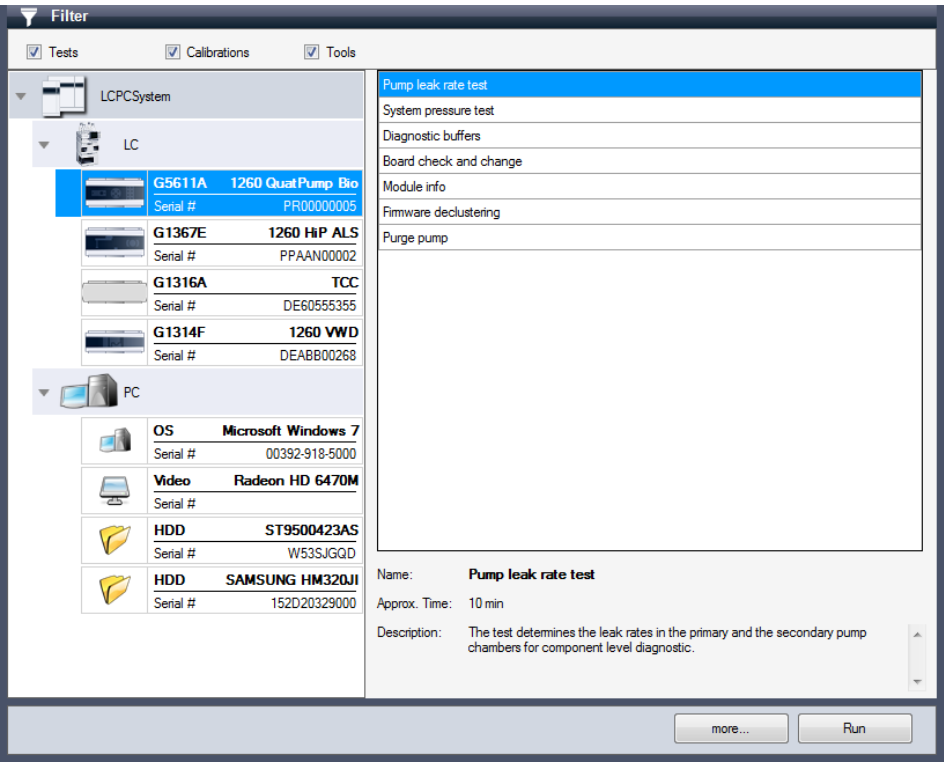 Filter
Tests Calibrations Tools
LCPCSystem
LC
G5611A 1260 QuatPump Bio
Serial # PR00000005
G1367E 1260 HiP ALS
Serial # PPAAN00002
G1316A TCC
Serial # DE60555355
G1314F 1260 VWD
Serial # DEABB00268
PC
OS Microsoft Windows 7
Serial # 00392-918-5000
Video Radeon HD 6470M
Serial #
HDD ST9500423AS
Serial # W53SJGQD
HDD SAMSUNG HM320JI
Serial # 152D20329000
Pump leak rate test
System pressure test
Diagnostic buffers
Board check and change
Module info
Firmware declustering
Purge pump
Name: Pump leak rate test
Approx. Time: 10 min
Description: The test determines the leak rates in the primary and the secondary pump
chambers for component level diagnostic.
more... Run